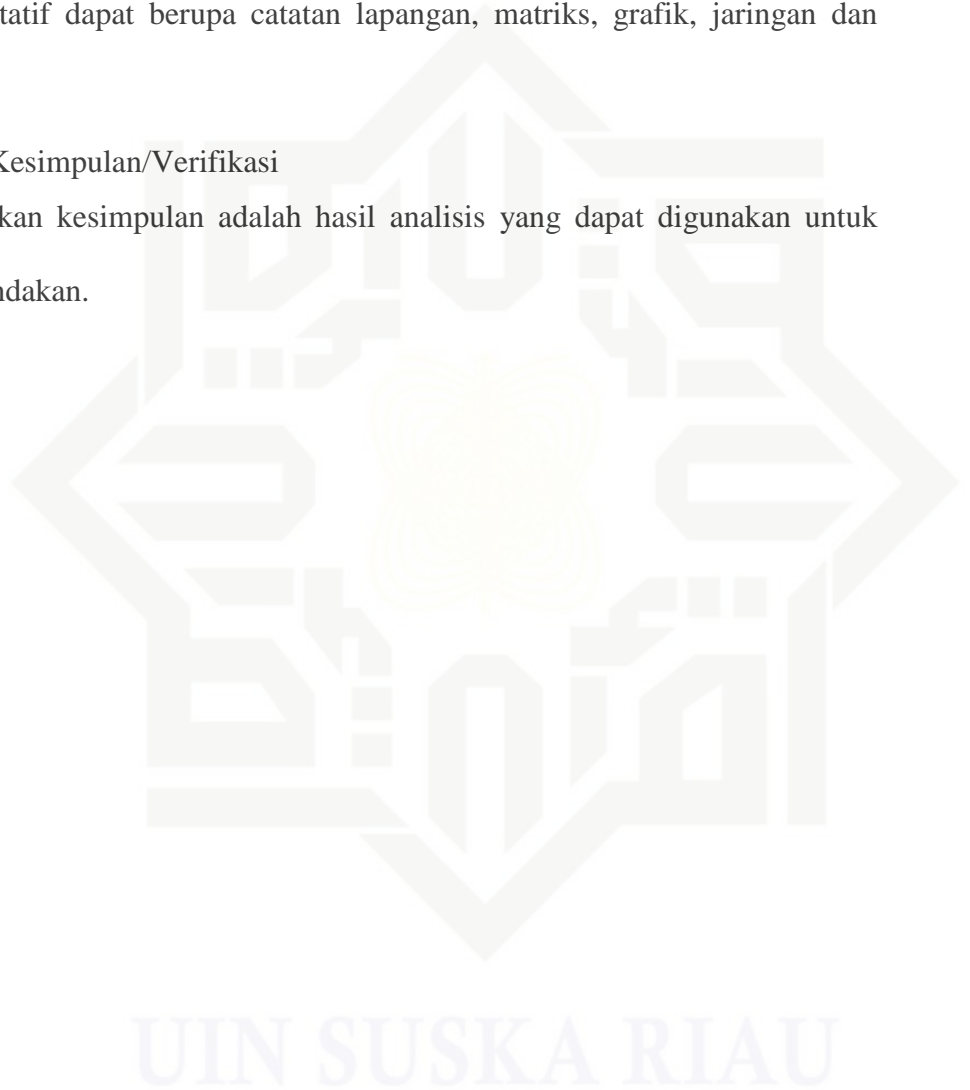 tatif dapat berupa catatan lapangan, matriks, grafik, jaringan dan
Kesimpulan/Verifikasi
kan kesimpulan adalah hasil analisis yang dapat digunakan untuk
ndakan.
UIN SUSKA RIAU